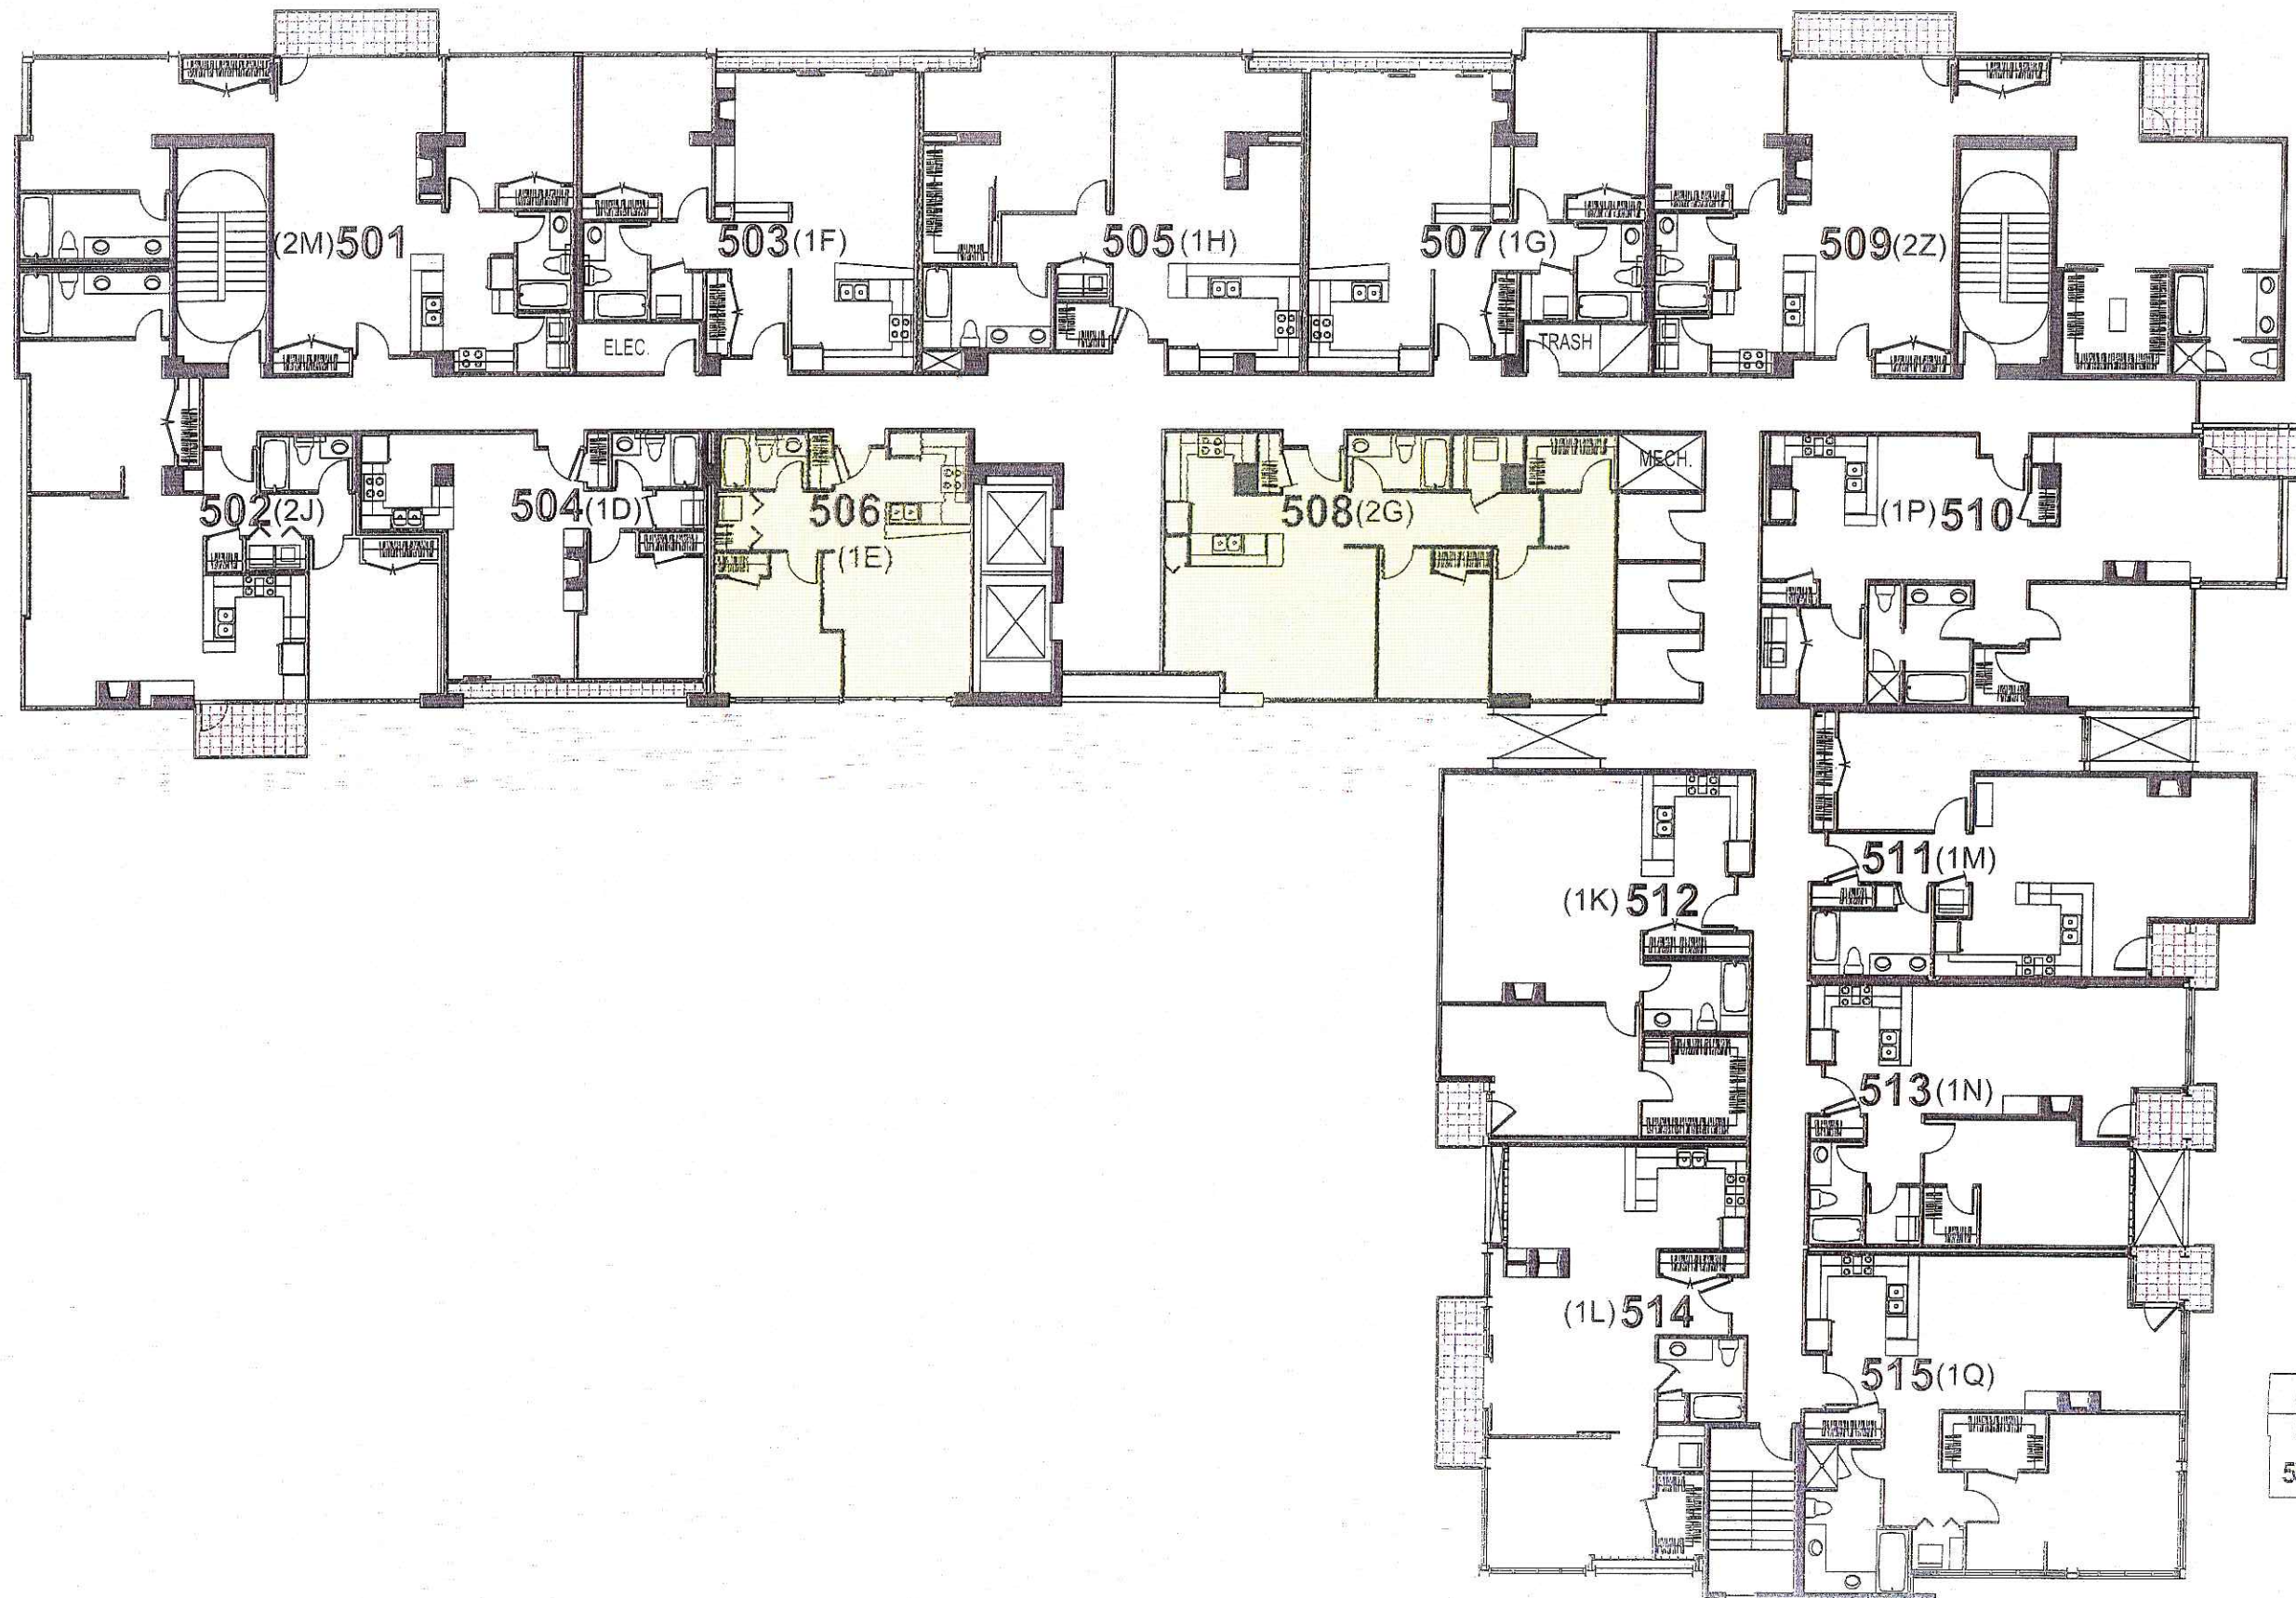 (2M) 501
503 (1F)
505 (1H)
507 (1G)
509 (2Z)
ELEC.
TRASH
MECH.
502 (2J)
504 (1D)
506
(1E)
508 (2G)
(1P) 510
511 (1M)
(1K) 512
513 (1N)
(1L) 514
515 (1Q)
5